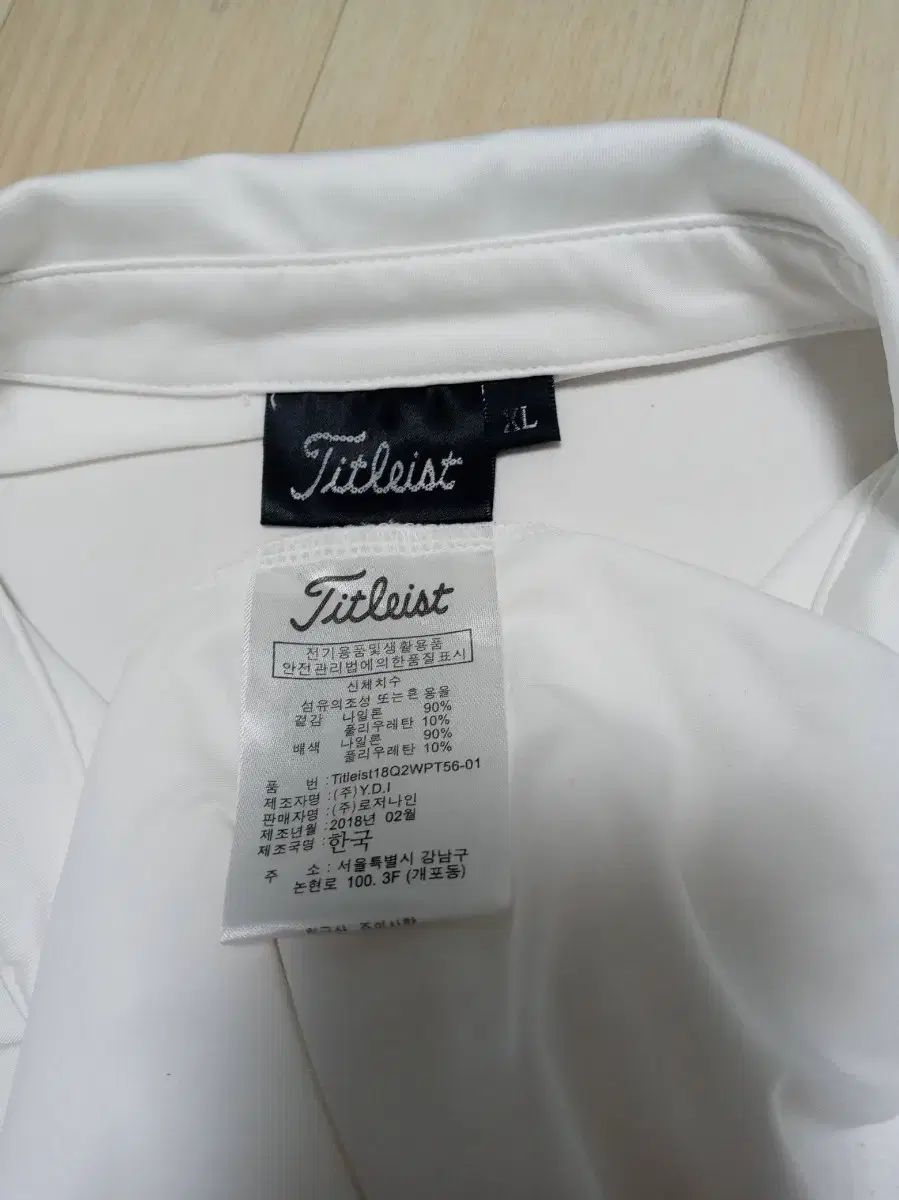 Titleist
XL
Titleist
전기용품및생활용품
안전관리법에의한품질표시
신체치수
섬유의조성 또는혼용율
겉감 나일론 90%
폴리우레탄 10%
배색 나일론 90%
폴리우레탄 10%
품 번 : Titleist18Q2WPT56-01
제조자명 : (주)Y.D.I
판매자명 : (주)로저나인
제조년월 : 2018년 02월
제조국명 : 한국
주 소 : 서울특별시 강남구
논현로 100. 3F (개포동)